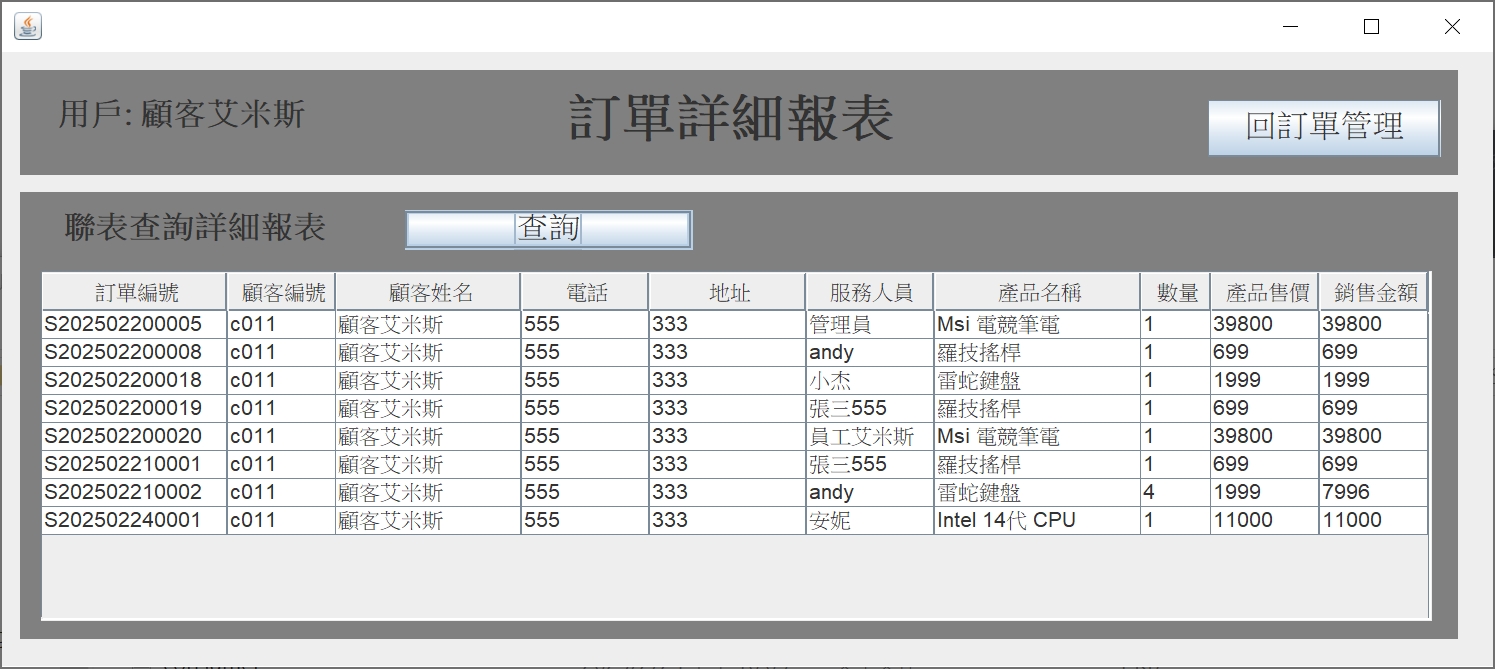 用戶: 顧客艾米斯
訂單詳細報表
回訂單管理
聯表查詢詳細報表
查詢
訂單編號 顧客編號 顧客姓名 電話 地址 服務人員 產品名稱 數量 產品售價 銷售金額
S202502200005 c011 顧客艾米斯 555 333 管理員 Msi 電競筆電 1 39800 39800
S202502200008 c011 顧客艾米斯 555 333 andy 羅技搖桿 1 699 699
S202502200018 c011 顧客艾米斯 555 333 小杰 雷蛇鍵盤 1 1999 1999
S202502200019 c011 顧客艾米斯 555 333 張三555 羅技搖桿 1 699 699
S202502200020 c011 顧客艾米斯 555 333 員工艾米斯 Msi 電競筆電 1 39800 39800
S202502210001 c011 顧客艾米斯 555 333 張三555 羅技搖桿 1 699 699
S202502210002 c011 顧客艾米斯 555 333 andy 雷蛇鍵盤 4 1999 7996
S202502240001 c011 顧客艾米斯 555 333 安妮 Intel 14代 CPU 1 11000 11000